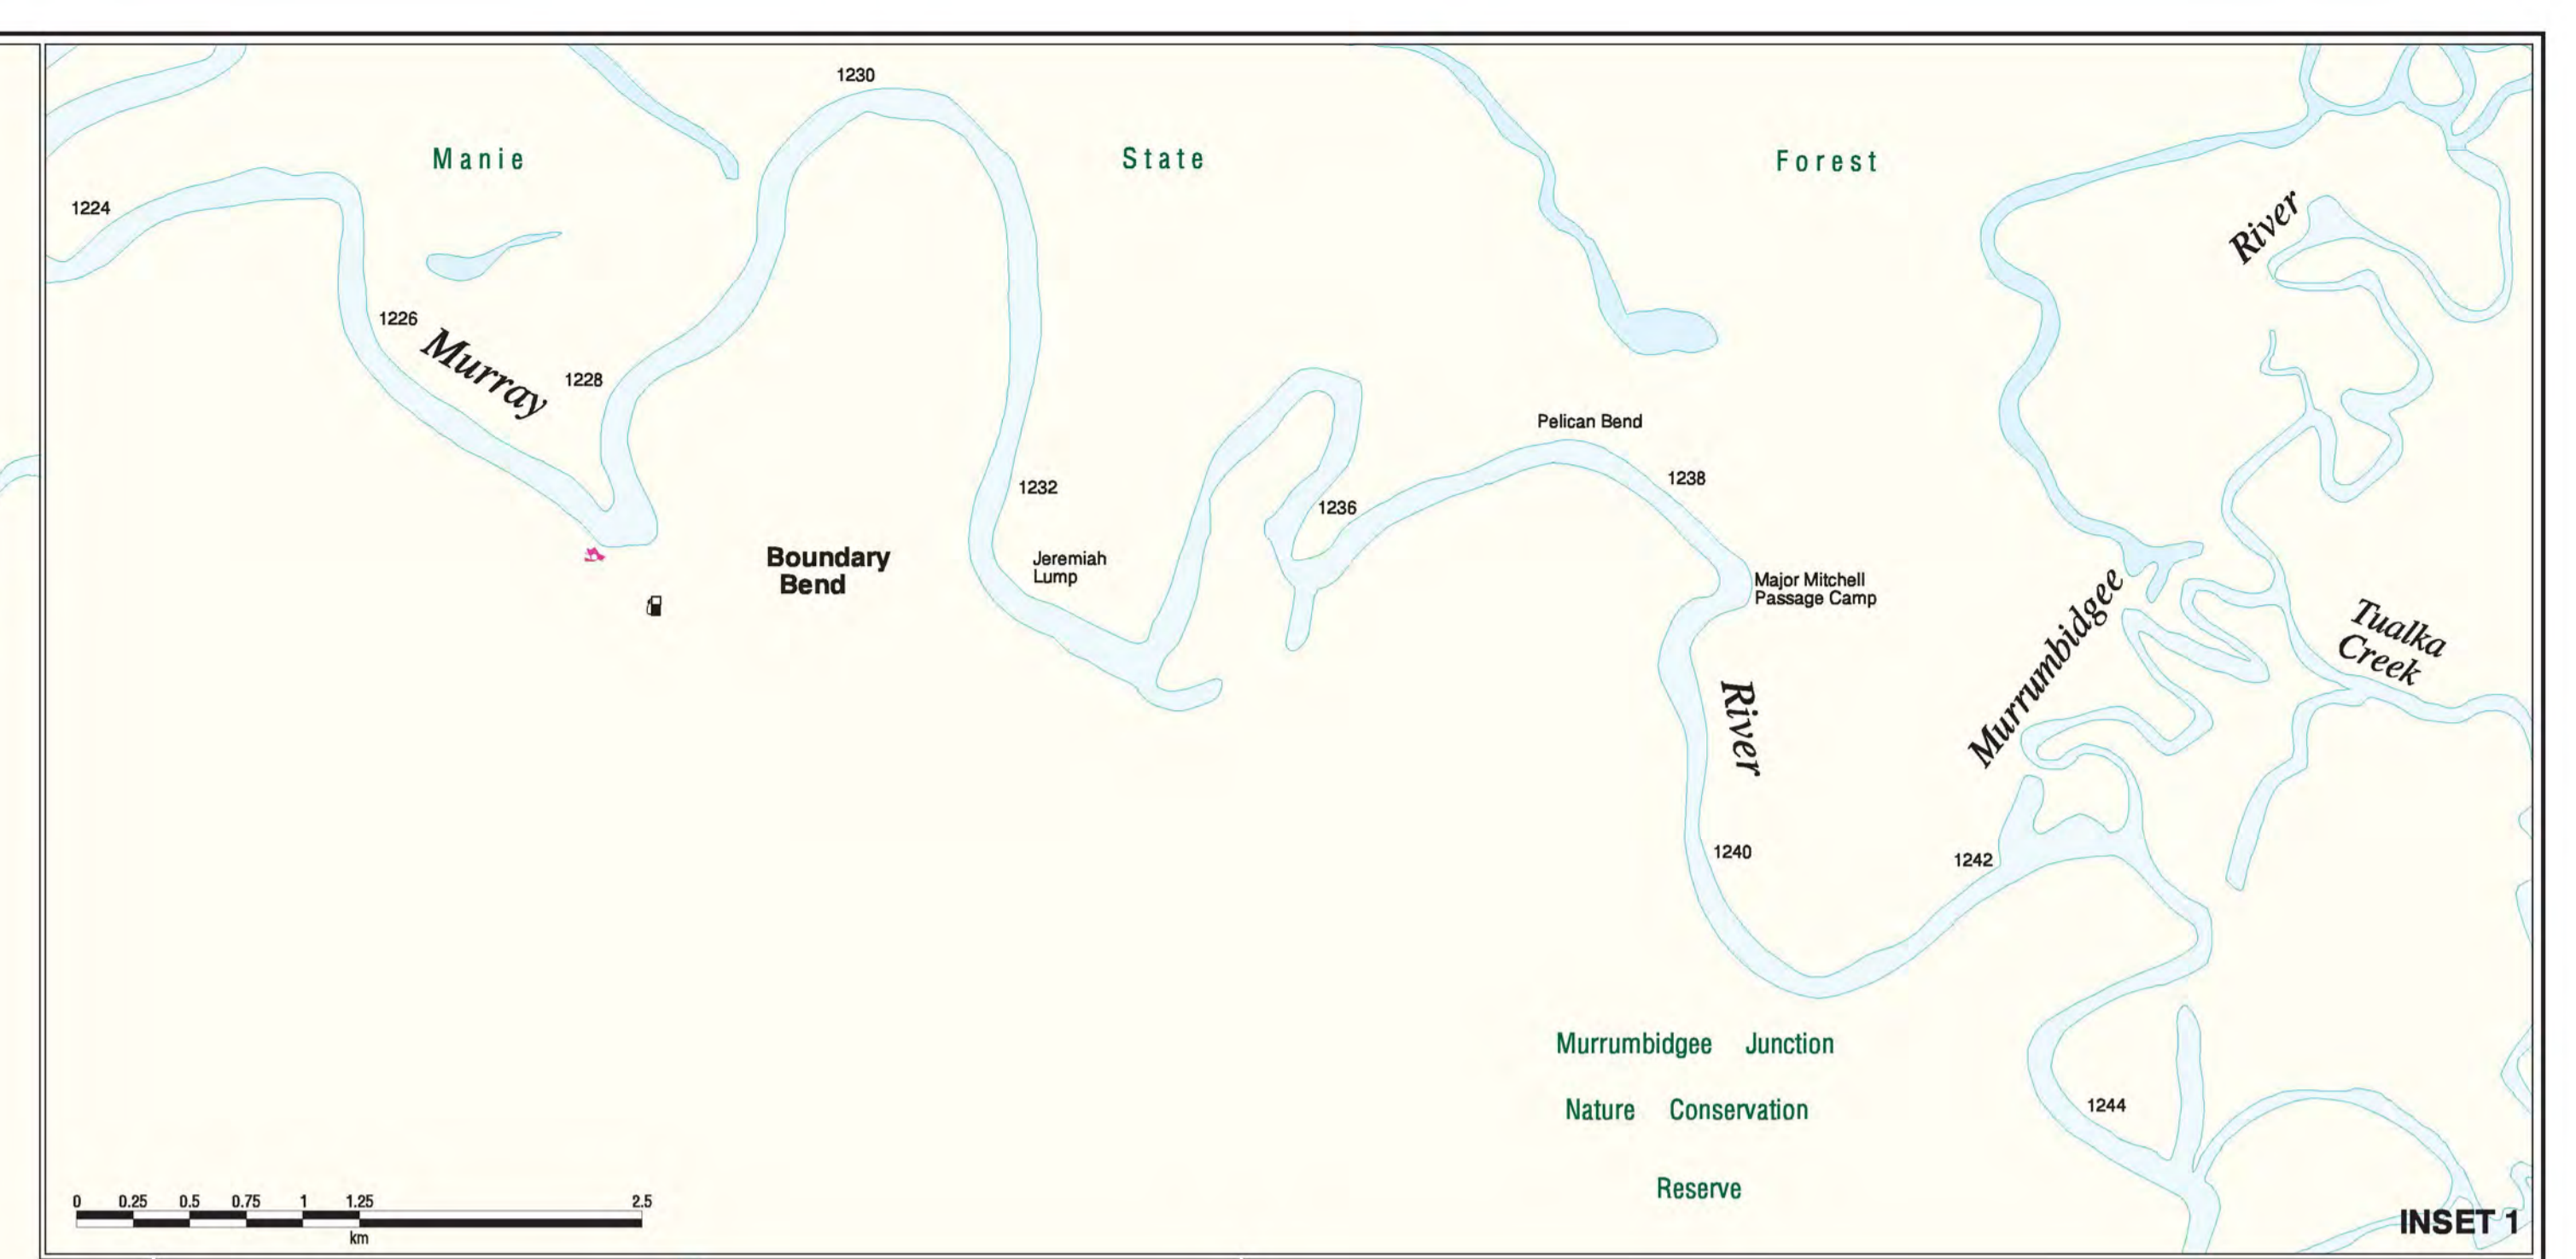 1230
Manie State Forest
1224
River
1226
Murray
1228
Pelican Bend
1238
1232
1236
Boundary
Bend
Jeremiah
Lump
Major Mitchell
Passage Camp
Murrumbidgee
Tualka
Creek
River
1240
1242
Murrumbidgee Junction
Nature Conservation
Reserve
1244
0 0.25 0.5 0.75 1 1.25 2.5
km
INSET 1